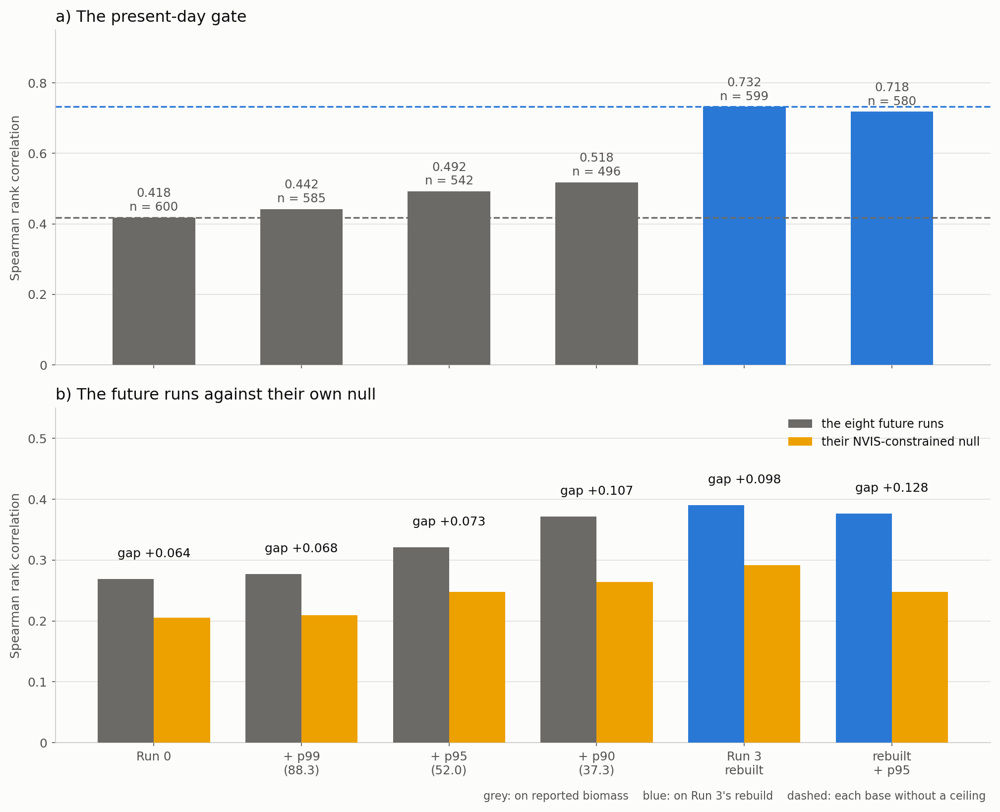 a) The present-day gate
Spearman rank correlation
0.8
0.6
0.4
0.2
0
0.418
n = 600
0.442
n = 585
0.492
n = 542
0.518
n = 496
0.732
n = 599
0.718
n = 580
b) The future runs against their own null
Spearman rank correlation
0.5
0.4
0.3
0.2
0.1
0
the eight future runs
their NVIS-constrained null
gap +0.064
gap +0.068
gap +0.073
gap +0.107
gap +0.098
gap +0.128
Run 0
+ p99
(88.3)
+ p95
(52.0)
+ p90
(37.3)
Run 3
rebuilt
rebuilt
+ p95
grey: on reported biomass blue: on Run 3's rebuild dashed: each base without a ceiling